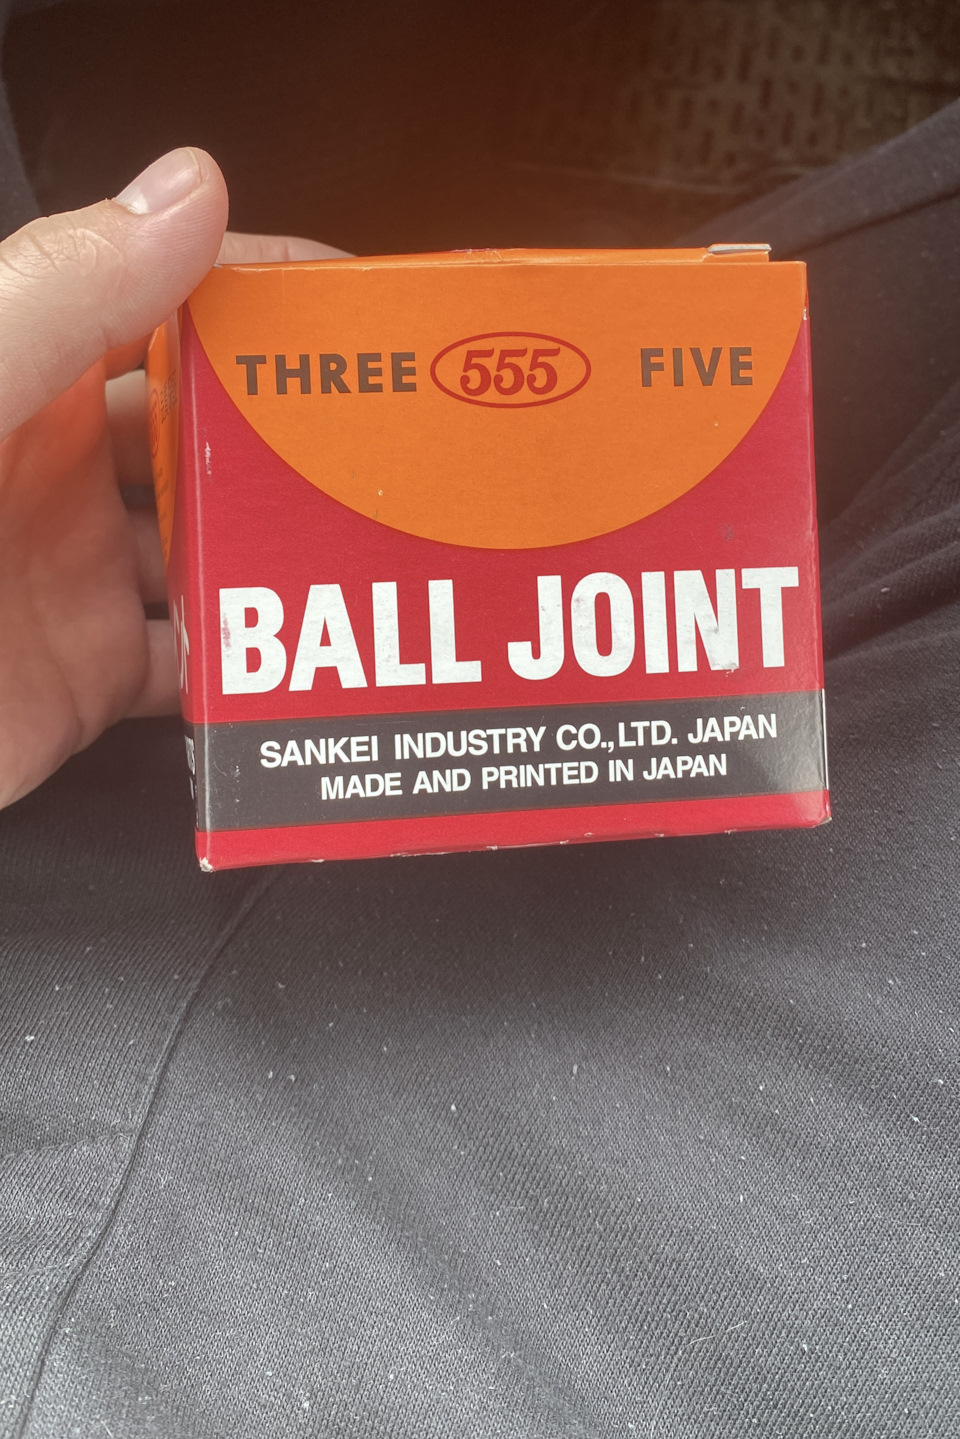 THREE 555 FIVE
BALL JOINT
SANKEI INDUSTRY CO.,LTD. JAPAN
MADE AND PRINTED IN JAPAN